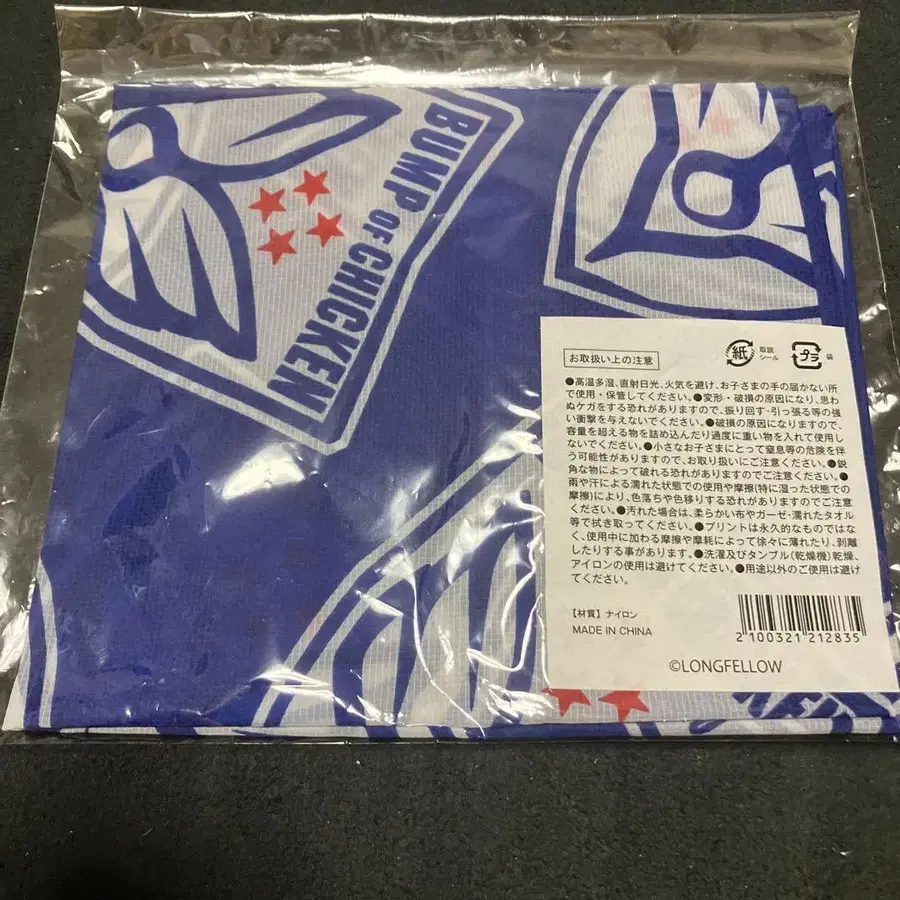 BUMP OF CHICKEN
お取扱い上の注意
紙
取説
シール
プラ
袋
●高温多湿、直射日光、火気を避け、お子さまの手の届かない所
で使用・保管してください。●変形・破損の原因になり、思わ
ぬケガをする恐れがありますので、振り回す・引っ張る等の強
い衝撃を与えないでください。●破損の原因になりますので、
容量を超える物を詰め込んだり過度に重い物を入れて使用し
ないでください。●小さなお子さまにとって窒息等の危険を伴
う可能性がありますので、お取り扱いにご注意ください。●鋭
角な物によって破れる恐れがありますのでご注意ください。●
雨や汗による濡れた状態での使用や摩擦(特に湿った状態での
摩擦)により、色落ちや色移りする恐れがありますのでご注意
ください。●汚れた場合は、柔らかい布やガーゼ・濡れたタオル
等で拭き取ってください。●プリントは永久的なものではな
く、使用中に加わる摩擦や摩耗によって徐々に薄れたり、剥離
したりする事があります。●洗濯及びタンブル(乾燥機)乾燥、
アイロンの使用は避けてください。●用途以外のご使用は避け
てください。
【材質】ナイロン
MADE IN CHINA
2100321212835
©LONGFELLOW